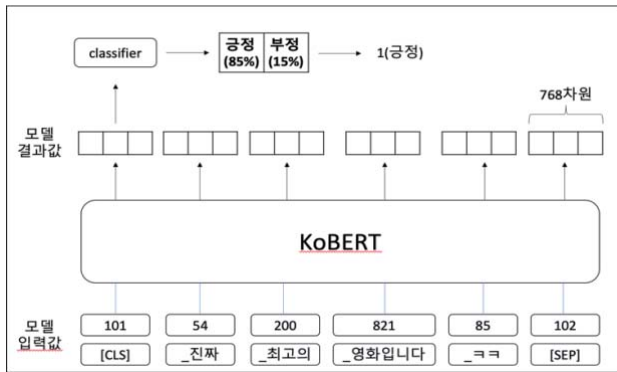 classifier
긍정 부정
(85%) (15%)
1(긍정)
768차원
모델
결과값
KoBERT
모델
입력값
101 54 200 821 85 102
[CLS] _진짜 _최고의 _영화입니다 _ㅋㅋ [SEP]